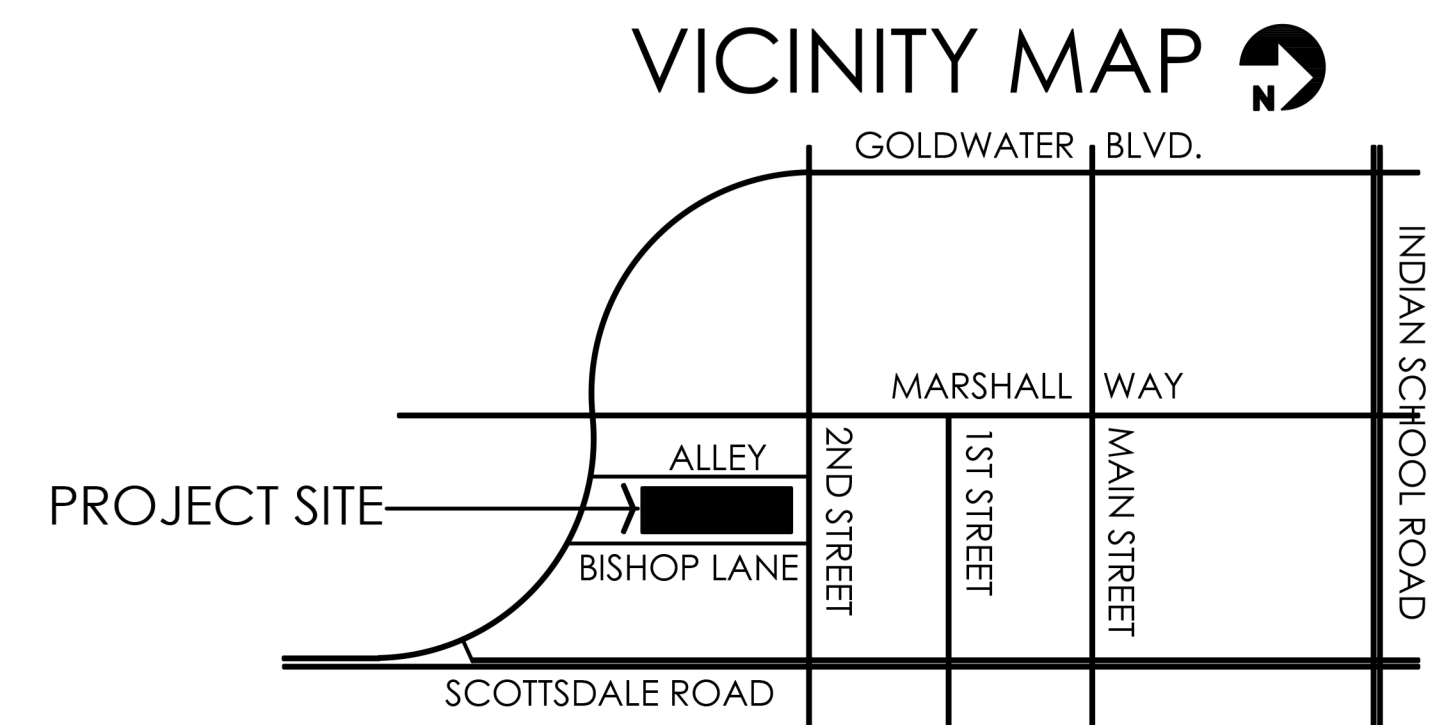 VICINITY MAP
N
GOLDWATER BLVD.
INDIAN SCHOOL ROAD
MARSHALL WAY
2ND STREET
1ST STREET
MAIN STREET
ALLEY
PROJECT SITE
BISHOP LANE
SCOTTSDALE ROAD